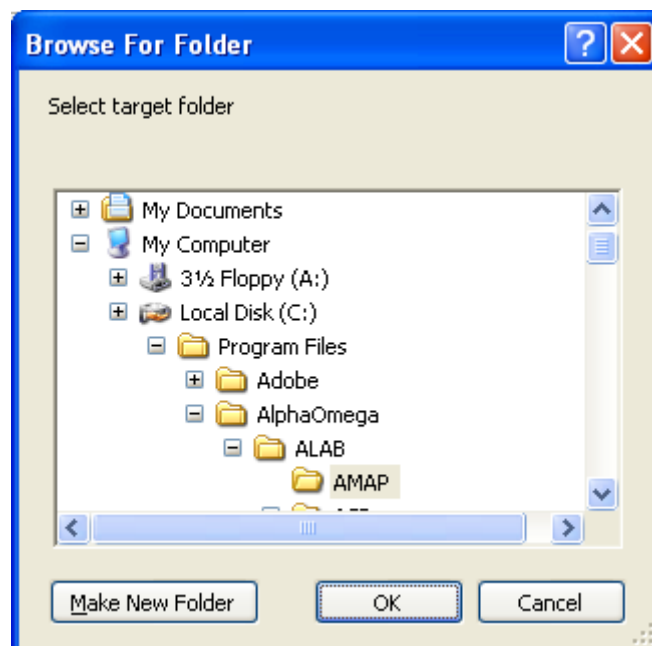 Browse For Folder
Select target folder
My Documents
My Computer
3½ Floppy (A:)
Local Disk (C:)
Program Files
Adobe
AlphaOmega
ALAB
AMAP
Make New Folder
OK
Cancel